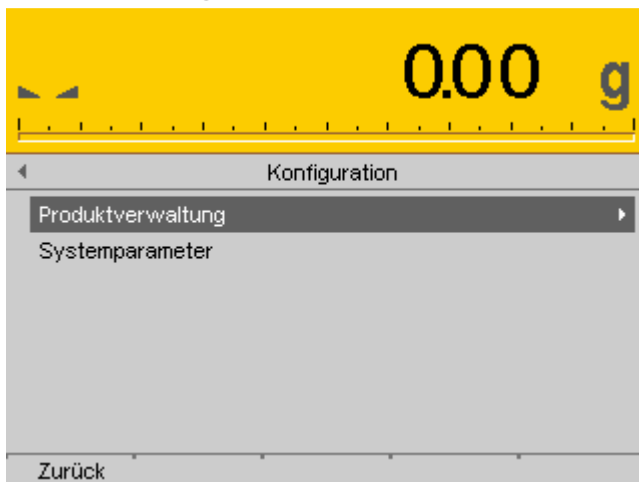 0.00 g
Konfiguration
Produktverwaltung
Systemparameter
Zurück